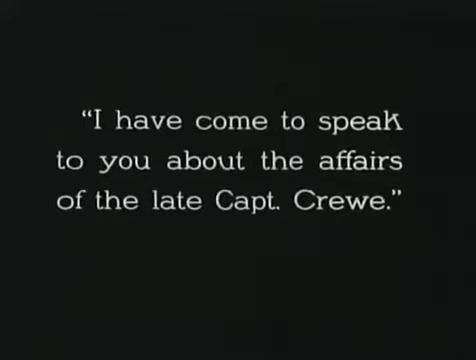 “I have come to speak
to you about the affairs
of the late Capt. Crewe.”